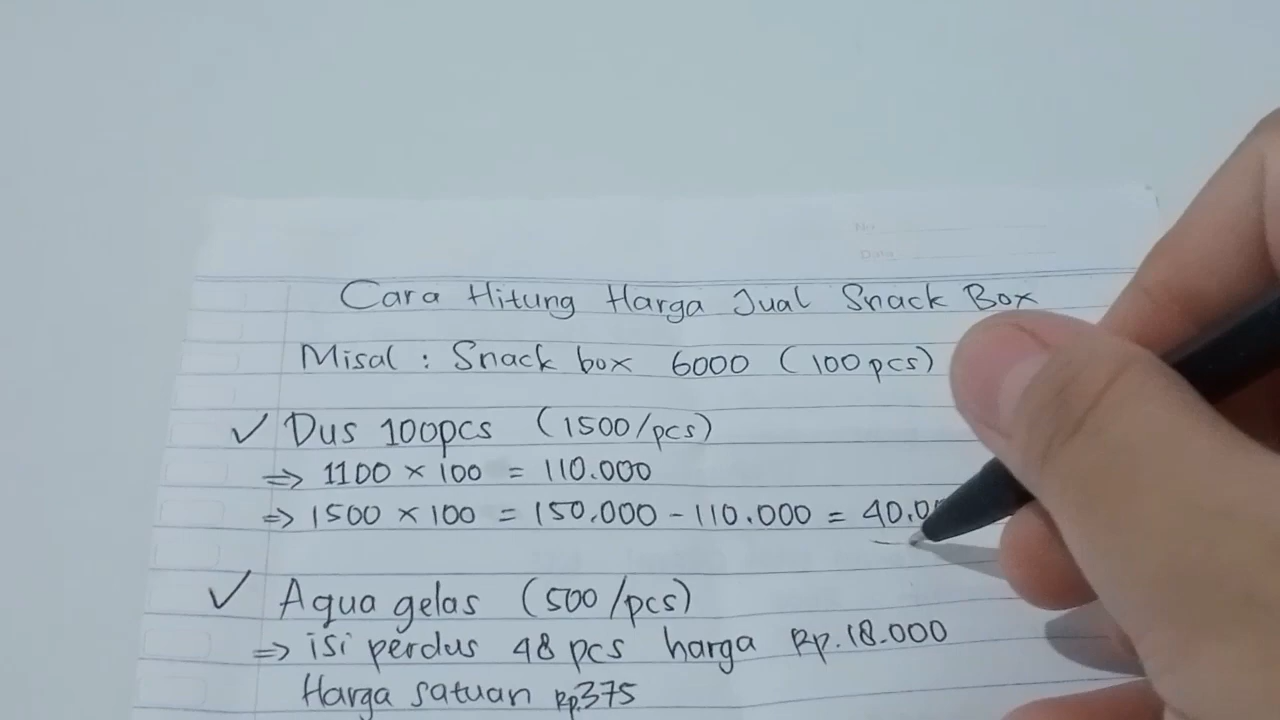 No
Date
Cara Hitung Harga Jual Snack Box
Misal : Snack box 6000 (100pcs)
✓ Dus 100pcs (1500/pcs)
⇒ 1100 × 100 = 110.000
⇒ 1500 × 100 = 150.000 - 110.000 = 40.0
✓ Aqua gelas (500/pcs)
⇒ isi perdus 48 pcs harga Rp.18.000
Harga satuan Rp.375